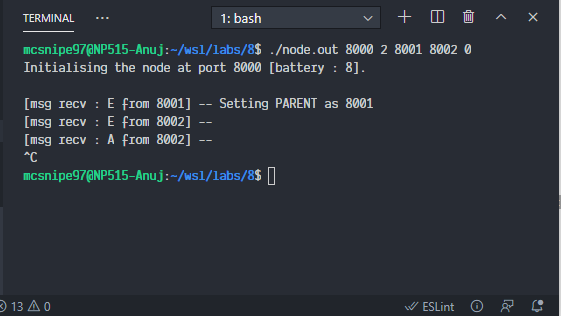 TERMINAL ... 1: bash
mcsnipe97@NP515-Anuj:~/wsl/labs/8$ ./node.out 8000 2 8001 8002 0
Initialising the node at port 8000 [battery : 8].
[msg recv : E from 8001] -- Setting PARENT as 8001
[msg recv : E from 8002] --
[msg recv : A from 8002] --
^C
mcsnipe97@NP515-Anuj:~/wsl/labs/8$
13 0 ESLint